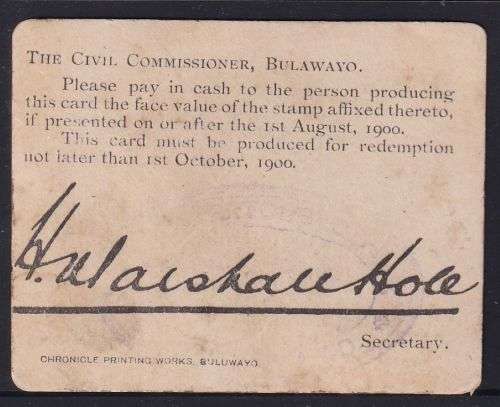 THE CIVIL COMMISSIONER, BULAWAYO.
Please pay in cash to the person producing
this card the face value of the stamp affixed thereto,
if presented on or after the 1st August, 1900.
This card must be produced for redemption
not later than 1st October, 1900.
H. Marshall Hole
Secretary.
CHRONICLE PRINTING WORKS, BULUWAYO.